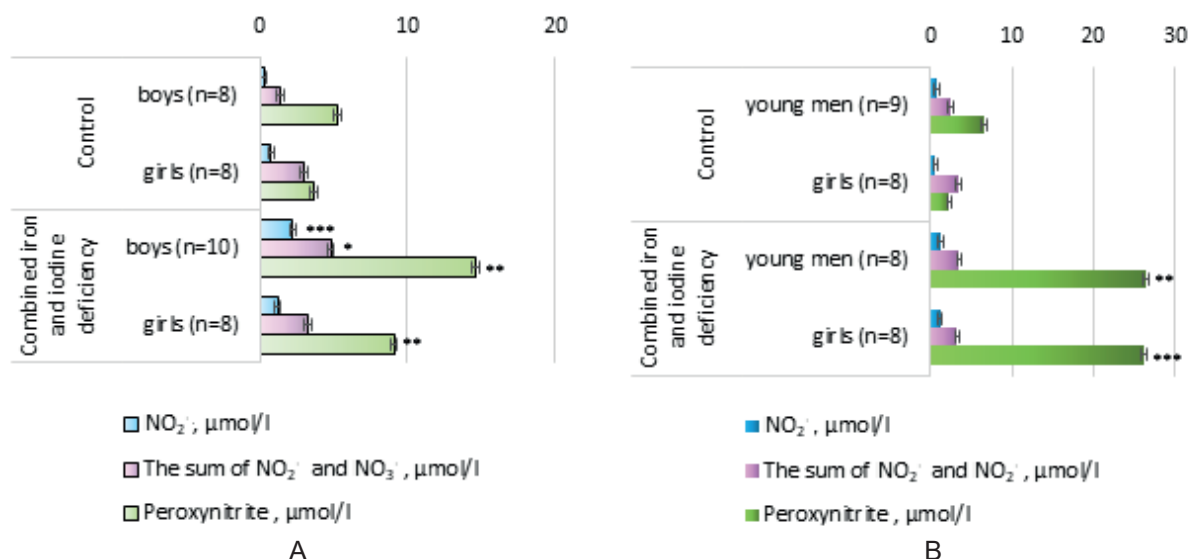 0 10 20
Control
boys (n=8)
girls (n=8)
Combined iron
and iodine
deficiency
boys (n=10)
***
*
**
girls (n=8)
**
NO₂⁻, µmol/l
The sum of NO₂⁻ and NO₃⁻, µmol/l
Peroxynitrite, µmol/l
A
0 10 20 30
Control
young men (n=9)
girls (n=8)
Combined iron
and iodine
deficiency
young men (n=8)
**
girls (n=8)
***
NO₂⁻, µmol/l
The sum of NO₂⁻ and NO₂⁻, µmol/l
Peroxynitrite, µmol/l
B